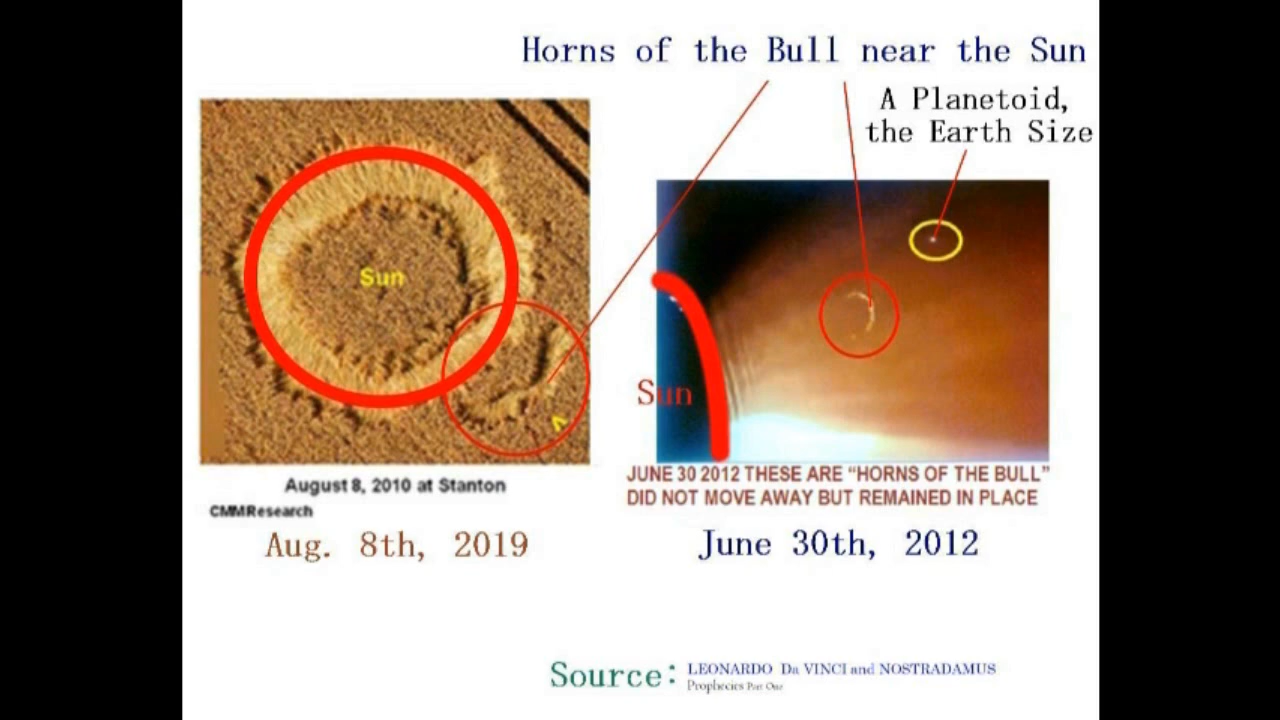 Horns of the Bull near the Sun
A Planetoid,
the Earth Size
Sun
Sun
August 8, 2010 at Stanton
CMMResearch
Aug. 8th, 2019
JUNE 30 2012 THESE ARE “HORNS OF THE BULL”
DID NOT MOVE AWAY BUT REMAINED IN PLACE
June 30th, 2012
Source: LEONARDO Da VINCI and NOSTRADAMUS
Prophecies Part One